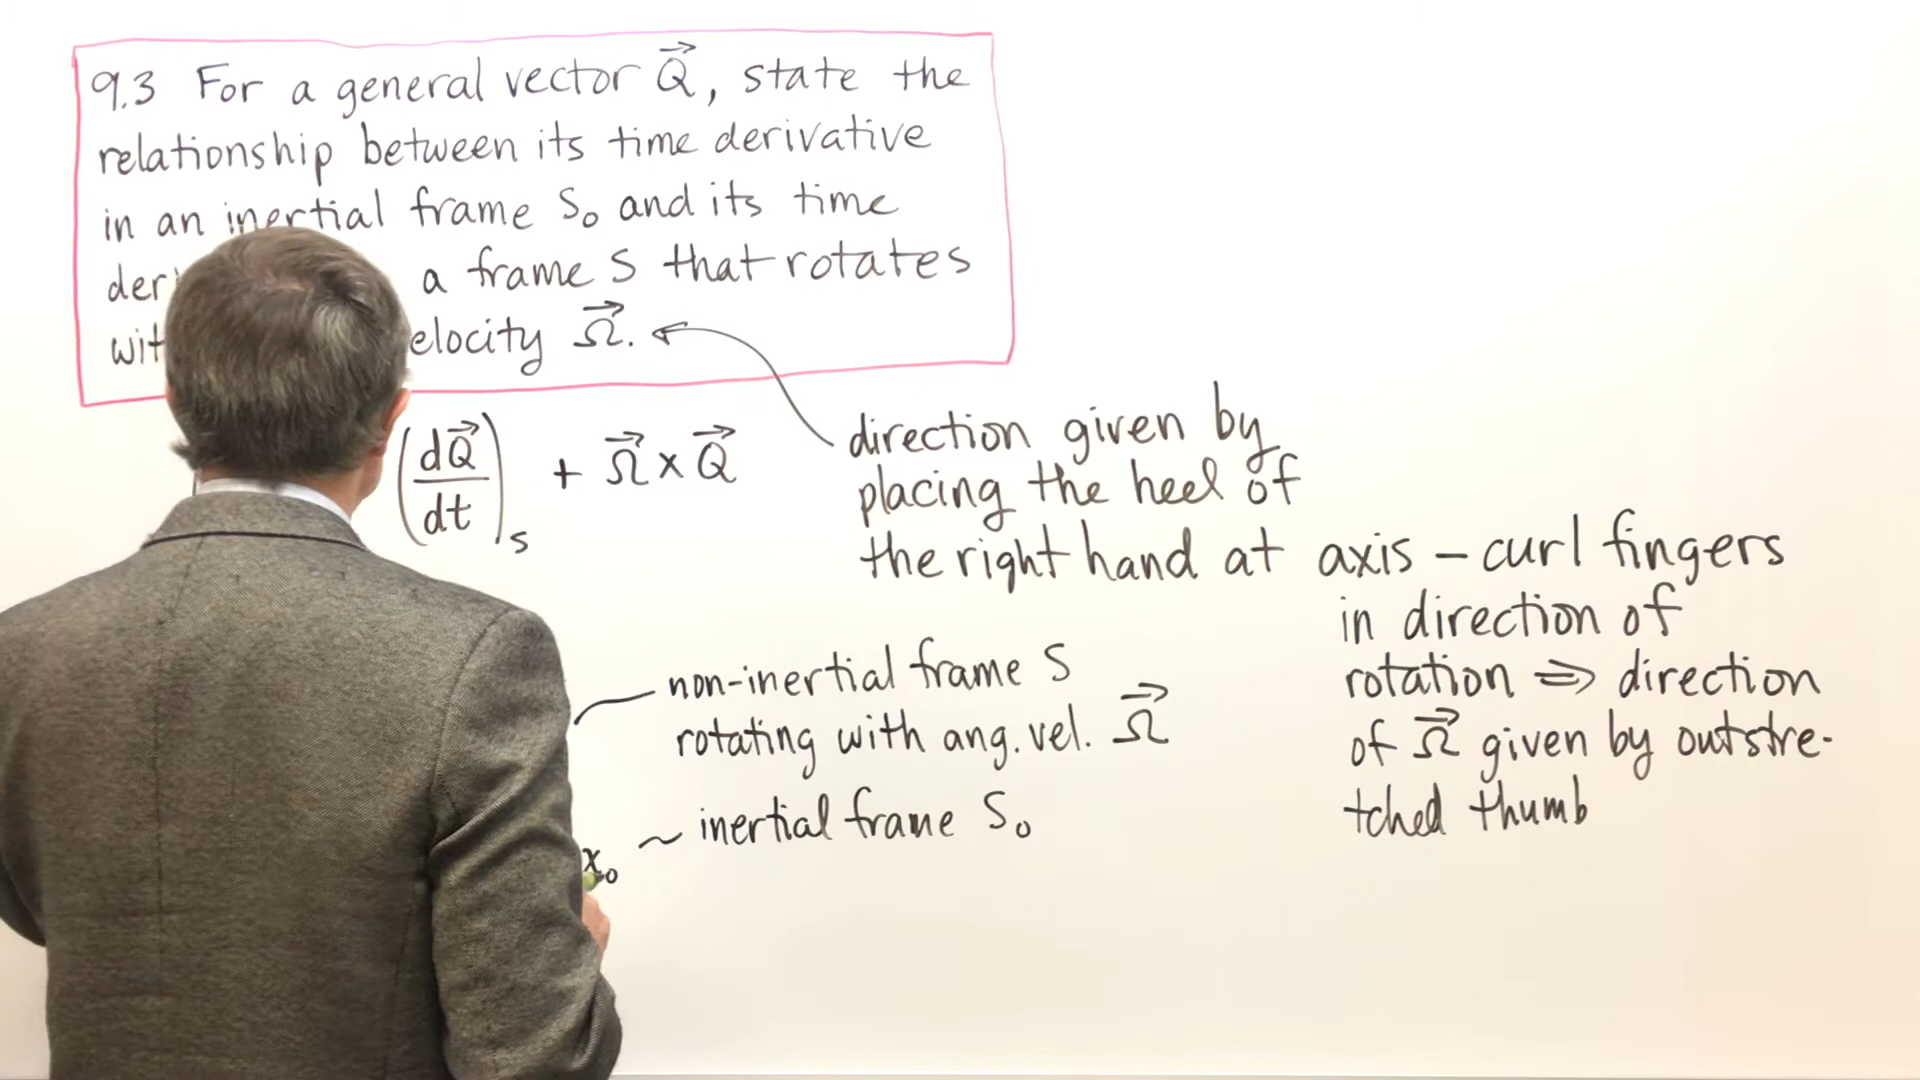 9.3 For a general vector Q⃗, state the
relationship between its time derivative
in an inertial frame S₀ and its time
a frame S that rotates
Ω⃗.
(dQ⃗/dt)ₛ + Ω⃗ x Q⃗
direction given by
placing the heel of
the right hand at axis – curl fingers
in direction of
rotation ⇒ direction
of Ω⃗ given by outstre-
tched thumb
non-inertial frame S
rotating with ang. vel. Ω⃗
inertial frame S₀
x₀